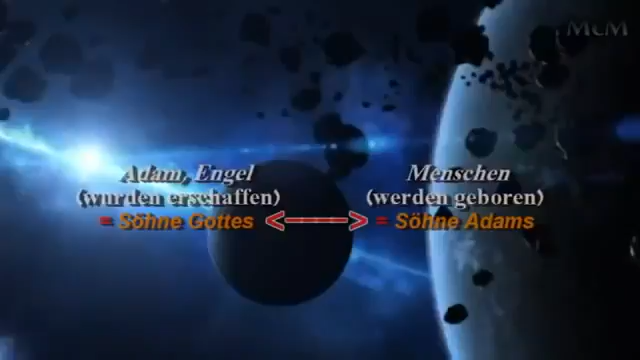 McM
Adam, Engel
(wurden erschaffen)
= Söhne Gottes
<——>
Menschen
(werden geboren)
= Söhne Adams